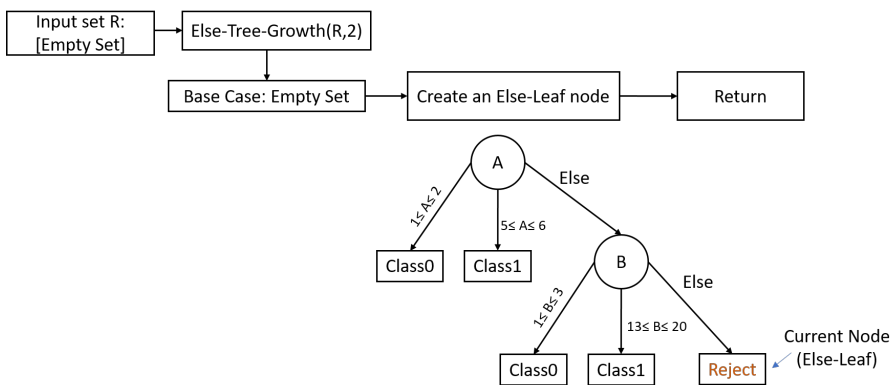 Input set R:
[Empty Set]
Else-Tree-Growth(R,2)
Base Case: Empty Set
Create an Else-Leaf node
Return
A
Else
1≤ A≤ 2
5≤ A≤ 6
Class0
Class1
B
Else
1≤ B≤ 3
13≤ B≤ 20
Class0
Class1
Reject
Current Node
(Else-Leaf)